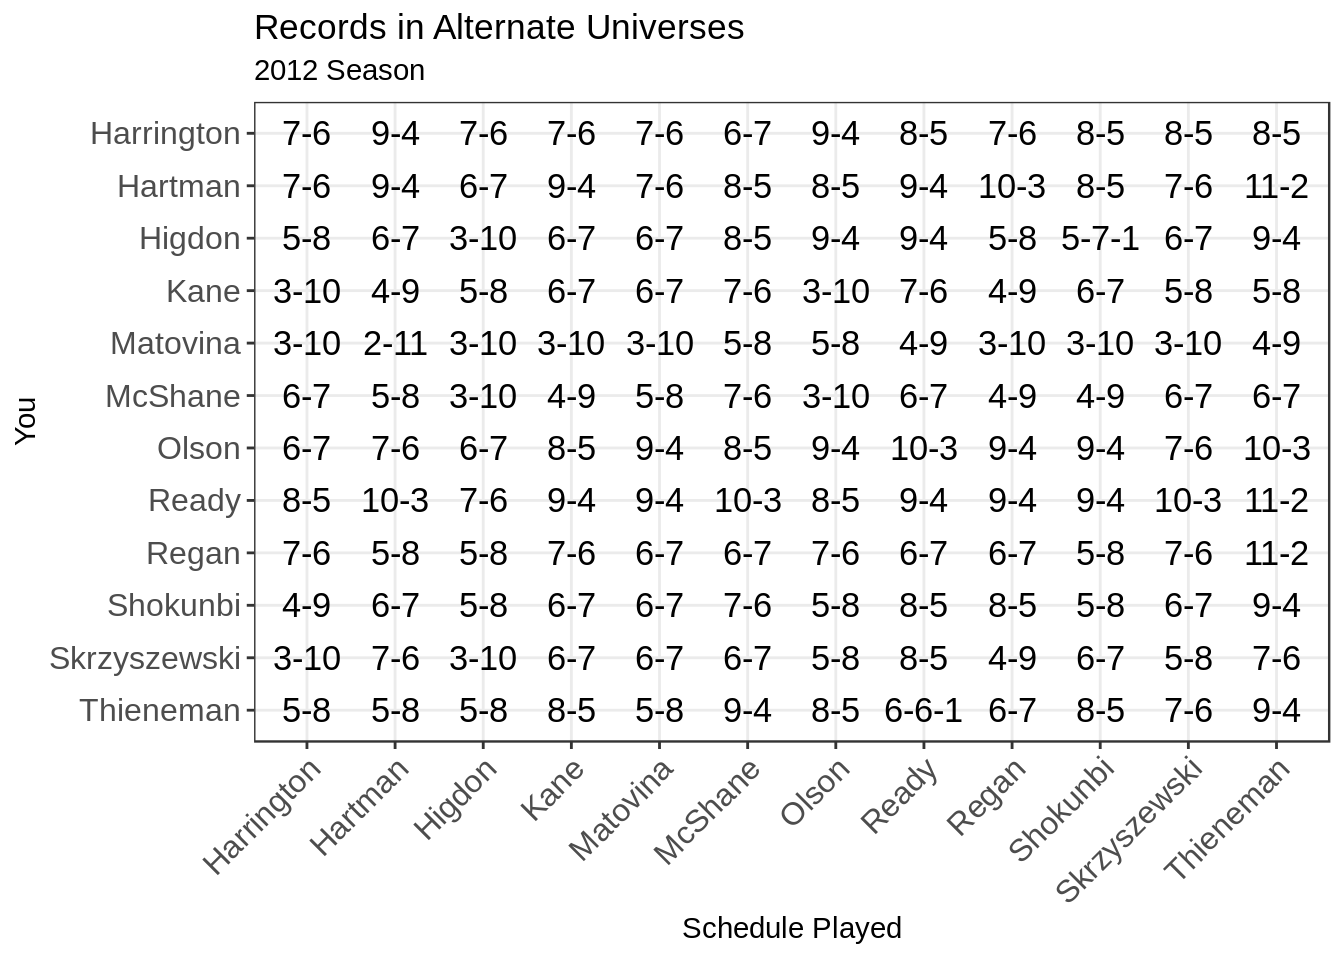 Records in Alternate Universes
2012 Season
You
Harrington 7-6 9-4 7-6 7-6 7-6 6-7 9-4 8-5 7-6 8-5 8-5 8-5
Hartman 7-6 9-4 6-7 9-4 7-6 8-5 8-5 9-4 10-3 8-5 7-6 11-2
Higdon 5-8 6-7 3-10 6-7 6-7 8-5 9-4 9-4 5-8 5-7-1 6-7 9-4
Kane 3-10 4-9 5-8 6-7 6-7 7-6 3-10 7-6 4-9 6-7 5-8 5-8
Matovina 3-10 2-11 3-10 3-10 3-10 5-8 5-8 4-9 3-10 3-10 3-10 4-9
McShane 6-7 5-8 3-10 4-9 5-8 7-6 3-10 6-7 4-9 4-9 6-7 6-7
Olson 6-7 7-6 6-7 8-5 9-4 8-5 9-4 10-3 9-4 9-4 7-6 10-3
Ready 8-5 10-3 7-6 9-4 9-4 10-3 8-5 9-4 9-4 9-4 10-3 11-2
Regan 7-6 5-8 5-8 7-6 6-7 6-7 7-6 6-7 6-7 5-8 7-6 11-2
Shokunbi 4-9 6-7 5-8 6-7 6-7 7-6 5-8 8-5 8-5 5-8 6-7 9-4
Skrzyszewski 3-10 7-6 3-10 6-7 6-7 6-7 5-8 8-5 4-9 6-7 5-8 7-6
Thieneman 5-8 5-8 5-8 8-5 5-8 9-4 8-5 6-6-1 6-7 8-5 7-6 9-4
Harrington Hartman Higdon Kane Matovina McShane Olson Ready Regan Shokunbi Skrzyszewski Thieneman
Schedule Played